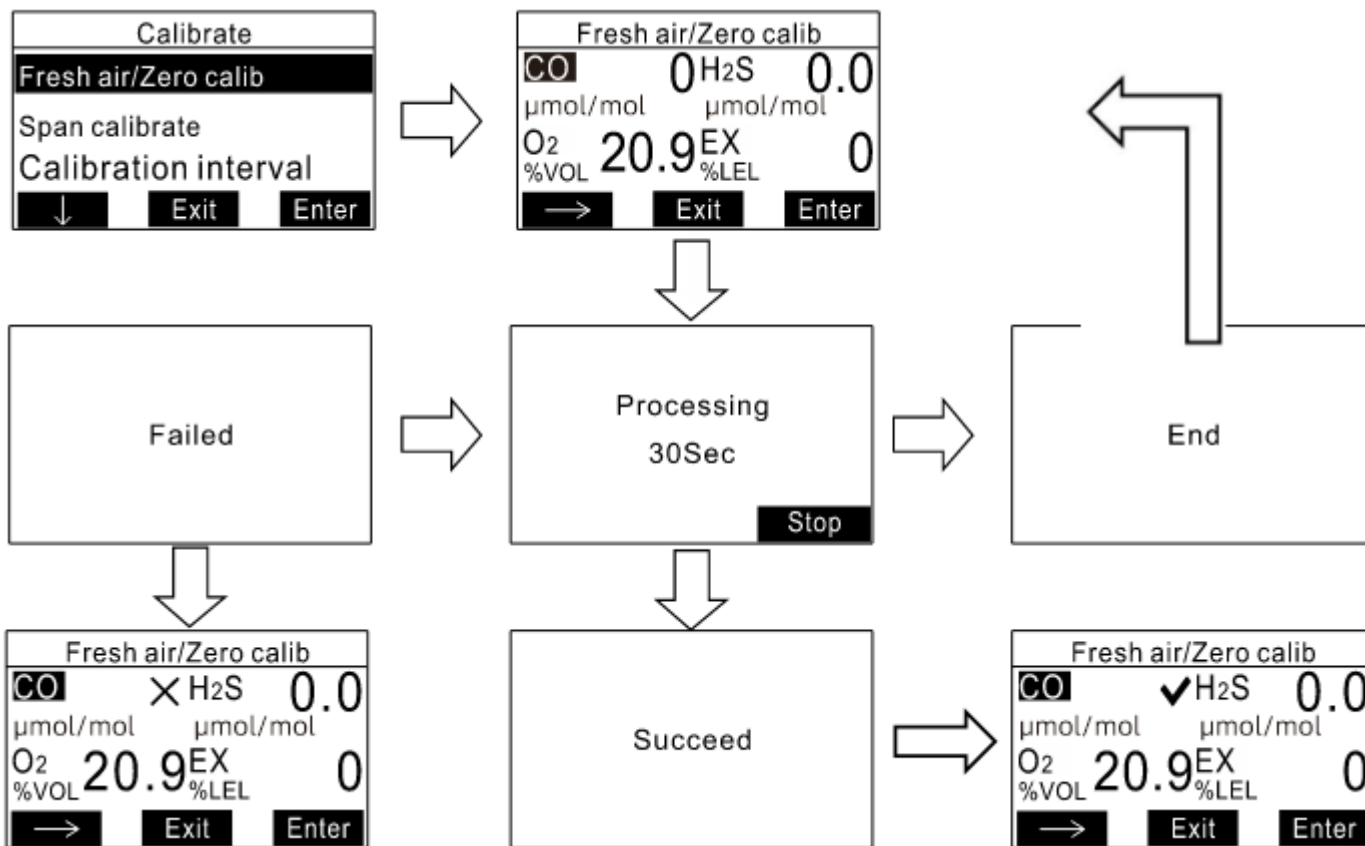 Calibrate
Fresh air/Zero calib
Span calibrate
Calibration interval
↓ Exit Enter
Fresh air/Zero calib
CO 0 H2S 0.0
μmol/mol μmol/mol
O2 %VOL 20.9 EX %LEL 0
→ Exit Enter
Failed
Processing
30Sec
Stop
End
Fresh air/Zero calib
CO ✕ H2S 0.0
μmol/mol μmol/mol
O2 %VOL 20.9 EX %LEL 0
→ Exit Enter
Succeed
Fresh air/Zero calib
CO ✔ H2S 0.0
μmol/mol μmol/mol
O2 %VOL 20.9 EX %LEL 0
→ Exit Enter